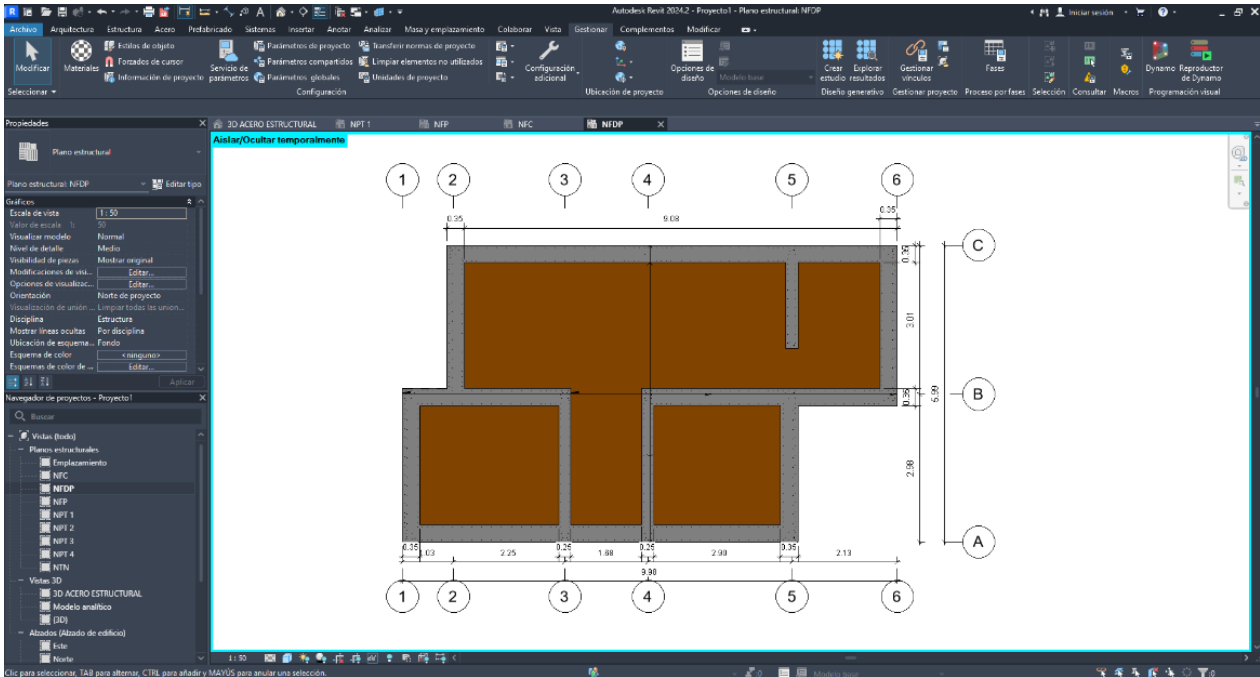 Autodesk Revit 2024.2 - Proyecto1 - Plano estructural: NFDP
Iniciar sesión
Archivo Arquitectura Estructura Acero Prefabricado Sistemas Insertar Anotar Analizar Masa y emplazamiento Colaborar Vista Gestionar Complementos Modificar
Modificar
Materiales
Estilos de objeto
Forzados de cursor
Información de proyecto
Servicio de parámetros
Parámetros de proyecto
Parámetros compartidos
Parámetros globales
Transferir normas de proyecto
Limpiar elementos no utilizados
Unidades de proyecto
Configuración adicional
Opciones de diseño
Modelo base
Crear estudio
Explorar resultados
Gestionar vínculos
Fases
Dynamo
Reproductor de Dynamo
Seleccionar Configuración Ubicación de proyecto Opciones de diseño Diseño generativo Gestionar proyecto Proceso por fases Selección Consultar Macros Programación visual
Propiedades
3D ACERO ESTRUCTURAL NPT 1 NFP NFC NFDP
Aislar/Ocultar temporalmente
Plano estructural
Plano estructural: NFDP Editar tipo
Gráficos
Escala de vista 1 : 50
Valor de escala 1: 50
Visualizar modelo Normal
Nivel de detalle Medio
Visibilidad de piezas Mostrar original
Modificaciones de visi... Editar...
Opciones de visualizac... Editar...
Orientación Norte de proyecto
Visualización de unión ... Limpiar todas las union...
Disciplina Estructura
Mostrar líneas ocultas Por disciplina
Ubicación de esquema... Fondo
Esquema de color <ninguno>
Esquemas de color de ... Editar...
Aplicar
Navegador de proyectos - Proyecto1
Buscar
Vistas (todo)
Planos estructurales
Emplazamiento
NFC
NFDP
NFP
NPT 1
NPT 2
NPT 3
NPT 4
NTN
Vistas 3D
3D ACERO ESTRUCTURAL
Modelo analítico
{3D}
Alzados (Alzado de edificio)
Este
Norte
1 2 3 4 5 6
0.35 9.08 0.35
C
0.35
3.01
B
0.35
5.99
2.98
A
0.35 1.03 2.25 0.25 1.68 0.25 2.90 0.35 2.13
9.98
1 2 3 4 5 6
1 : 50
Clic para seleccionar, TAB para alternar, CTRL para añadir y MAYÚS para anular una selección.
:0 Modelo base :0